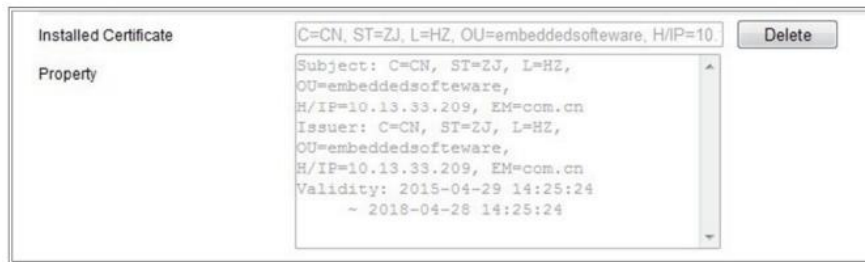 Installed Certificate
C=CN, ST=ZJ, L=HZ, OU=embeddedsofteware, H/IP=10.
Delete
Property
Subject: C=CN, ST=ZJ, L=HZ,
OU=embeddedsofteware,
H/IP=10.13.33.209, EM=com.cn
Issuer: C=CN, ST=ZJ, L=HZ,
OU=embeddedsofteware,
H/IP=10.13.33.209, EM=com.cn
Validity: 2015-04-29 14:25:24
~ 2018-04-28 14:25:24